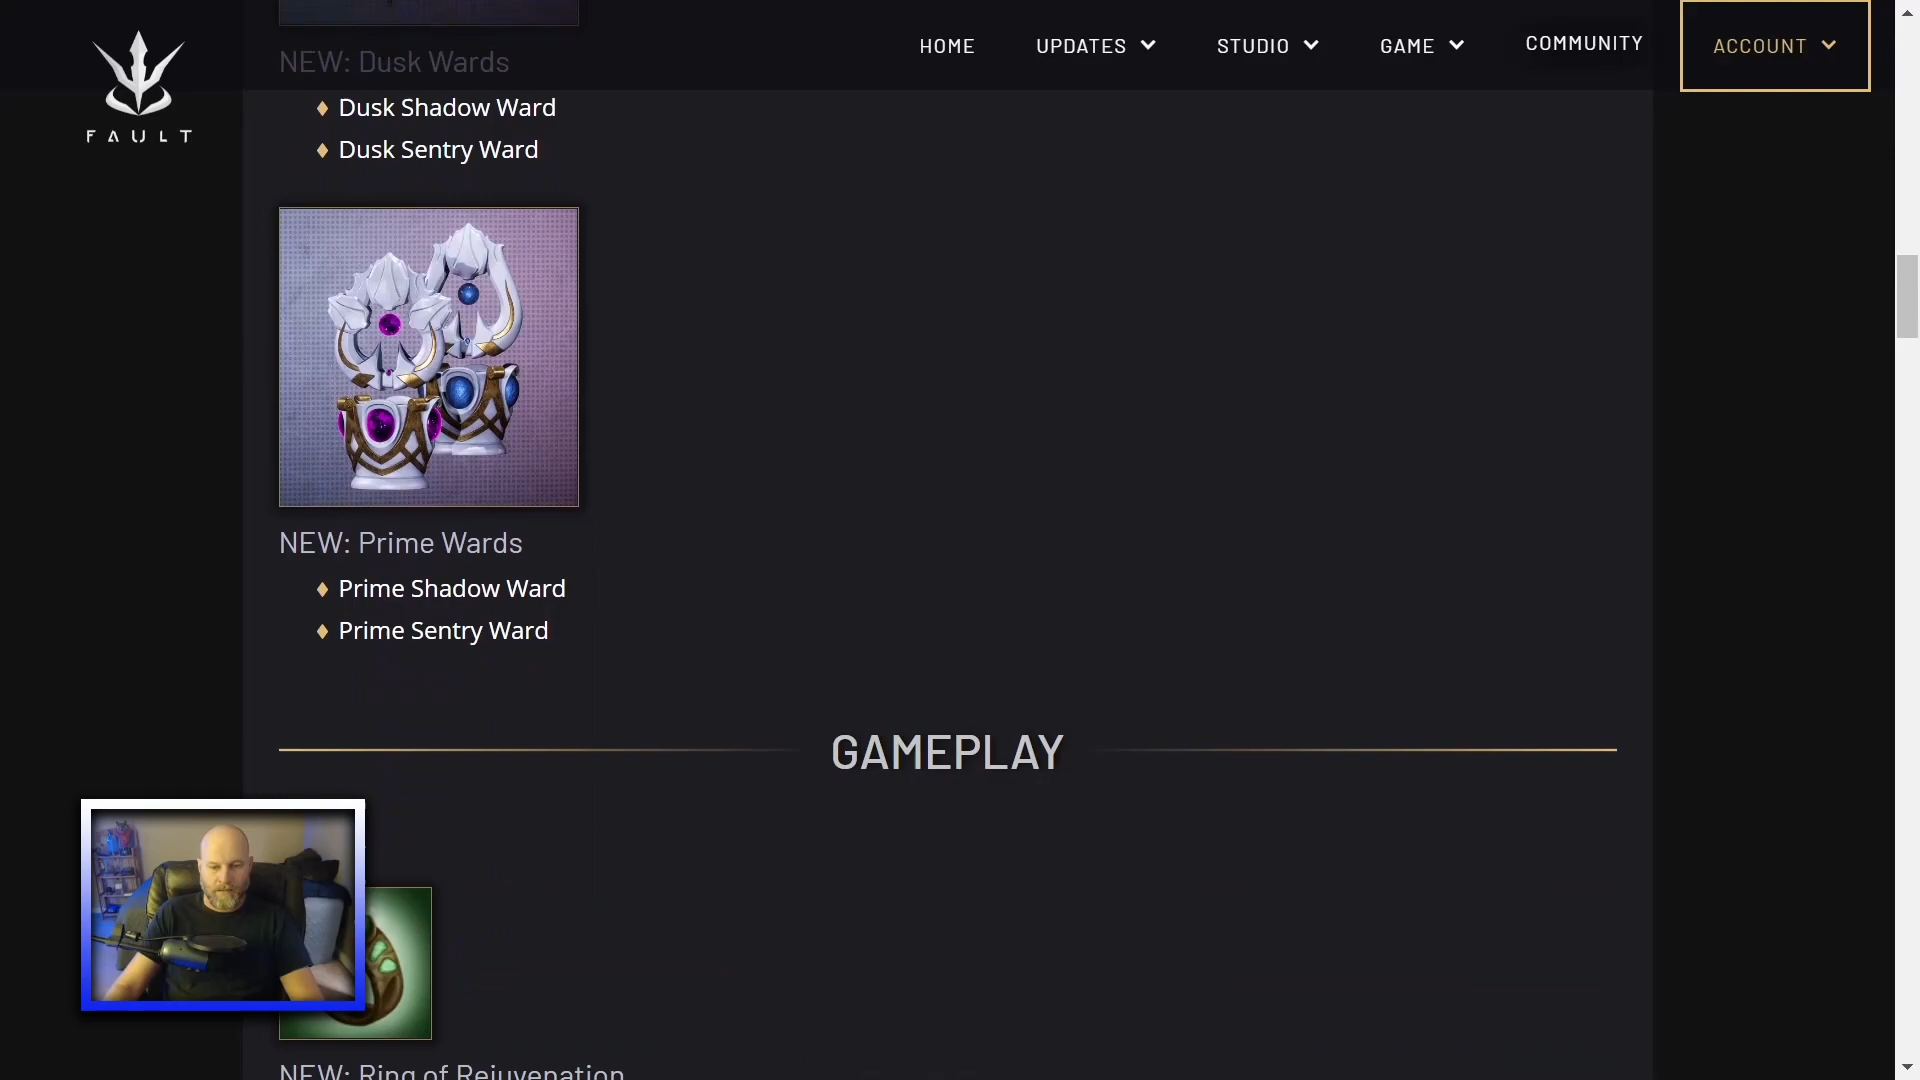 HOME
UPDATES
STUDIO
GAME
COMMUNITY
ACCOUNT
FAULT
NEW: Dusk Wards
Dusk Shadow Ward
Dusk Sentry Ward
NEW: Prime Wards
Prime Shadow Ward
Prime Sentry Ward
GAMEPLAY
NEW: Ring of Rejuvenation